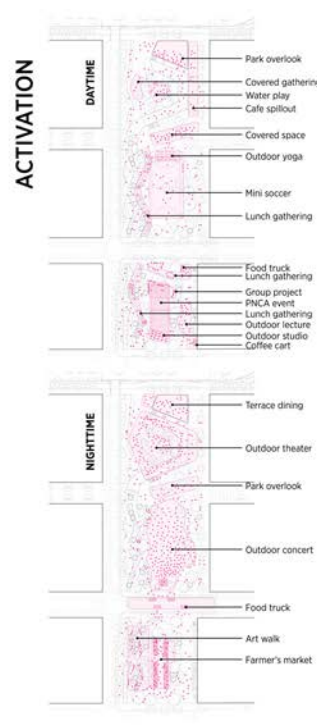 ACTIVATION
DAYTIME
Park overlook
Covered gathering
Water play
Cafe spillout
Covered space
Outdoor yoga
Mini soccer
Lunch gathering
Food truck
Lunch gathering
Group project
PNCA event
Lunch gathering
Outdoor lecture
Outdoor studio
Coffee cart
NIGHTTIME
Terrace dining
Outdoor theater
Park overlook
Outdoor concert
Food truck
Art walk
Farmer's market